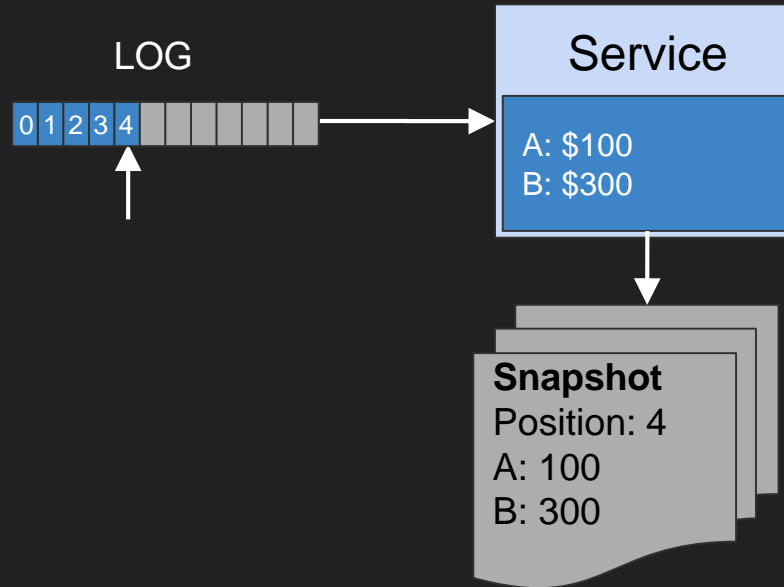 LOG
0 1 2 3 4
Service
A: $100
B: $300
Snapshot
Position: 4
A: 100
B: 300